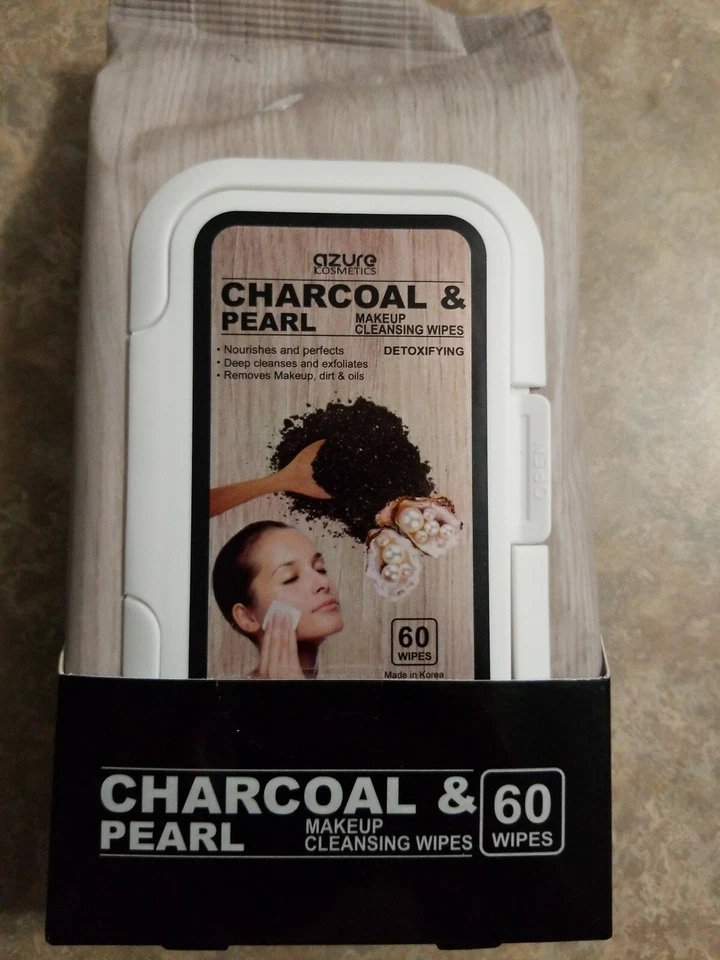 azure
KOSMETICS
CHARCOAL &
PEARL MAKEUP
CLEANSING WIPES
• Nourishes and perfects DETOXIFYING
• Deep cleanses and exfoliates
• Removes Makeup, dirt & oils
OPEN
60
WIPES
Made in Korea
CHARCOAL &
PEARL MAKEUP
CLEANSING WIPES
60
WIPES